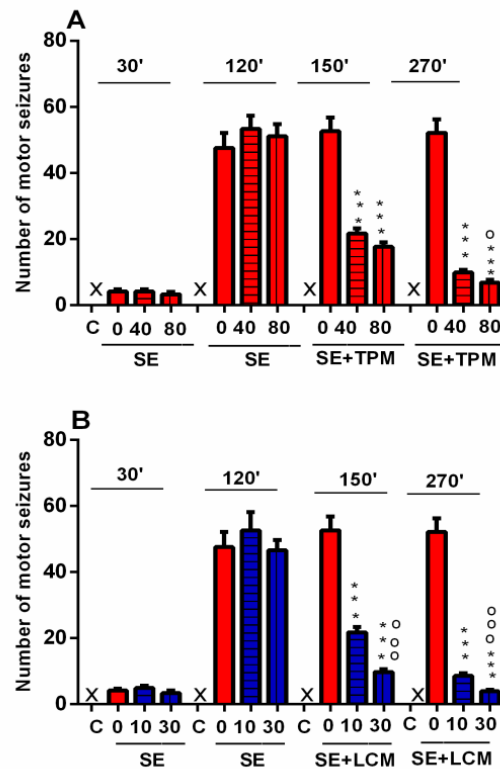 A
Number of motor seizures
80
60
40
20
0
30' 120' 150' 270'
* * * * * * * * * o * * *
X X X X
C 0 40 80 C 0 40 80 C 0 40 80 C 0 40 80
SE SE SE+TPM SE+TPM
B
Number of motor seizures
80
60
40
20
0
30' 120' 150' 270'
* * * * * * o o o * * * o o o * * *
X X X X
C 0 10 30 C 0 10 30 C 0 10 30 C 0 10 30
SE SE SE+LCM SE+LCM